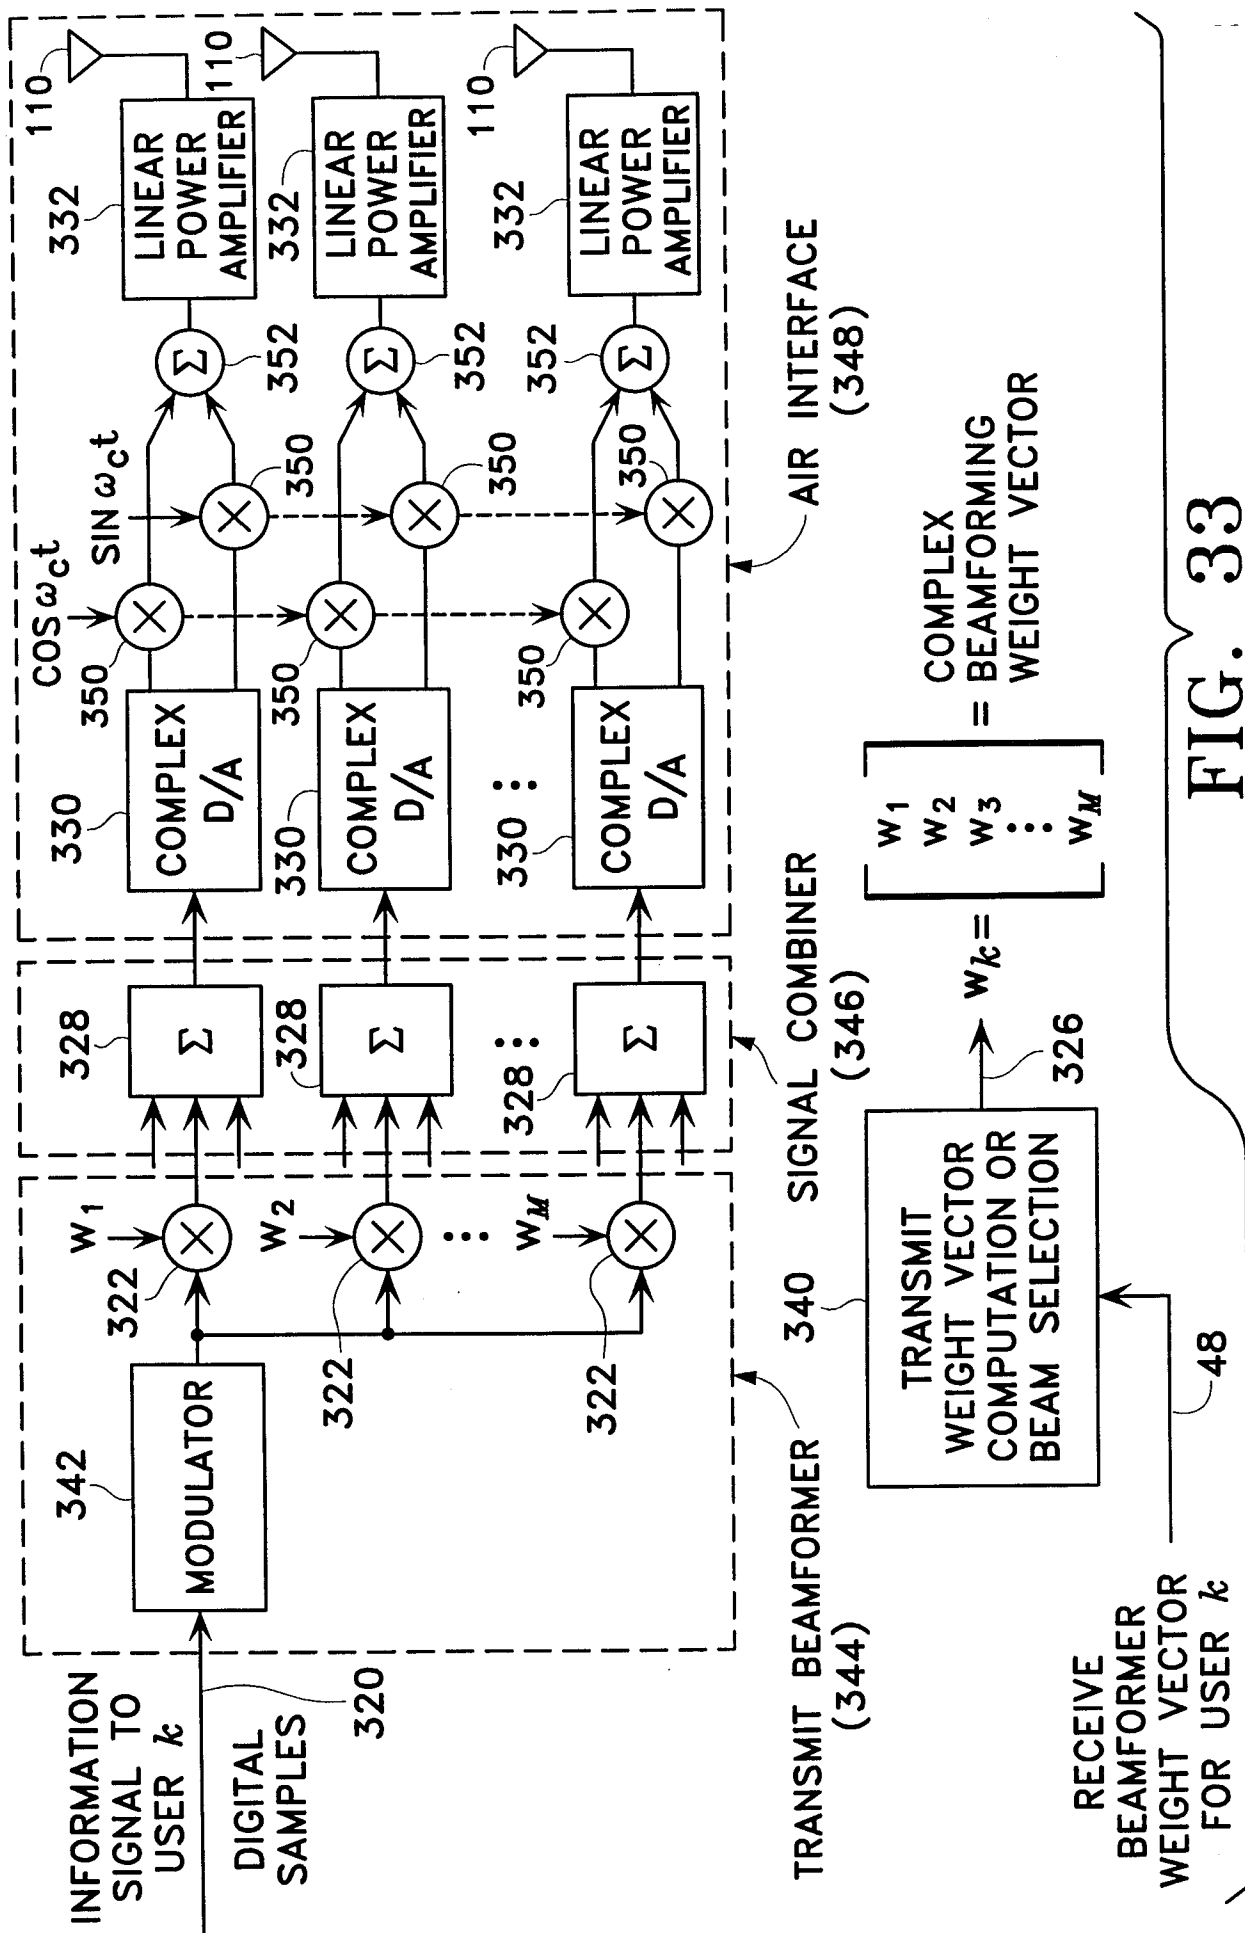 INFORMATION
SIGNAL TO
USER k
DIGITAL
SAMPLES
320
342
MODULATOR
W1
322
W2
322
WM
322
TRANSMIT BEAMFORMER
(344)
328
Σ
328
Σ
328
Σ
SIGNAL COMBINER
(346)
330
COMPLEX
D/A
330
COMPLEX
D/A
330
COMPLEX
D/A
COS ωct
SIN ωct
350
350
350
350
350
350
Σ
352
Σ
352
Σ
352
332
LINEAR
POWER
AMPLIFIER
332
LINEAR
POWER
AMPLIFIER
332
LINEAR
POWER
AMPLIFIER
110
110
110
AIR INTERFACE
(348)
RECEIVE
BEAMFORMER
WEIGHT VECTOR
FOR USER k
48
340
TRANSMIT
WEIGHT VECTOR
COMPUTATION OR
BEAM SELECTION
326
Wk=
W1
W2
W3
WM
= COMPLEX
BEAMFORMING
WEIGHT VECTOR
FIG. 33